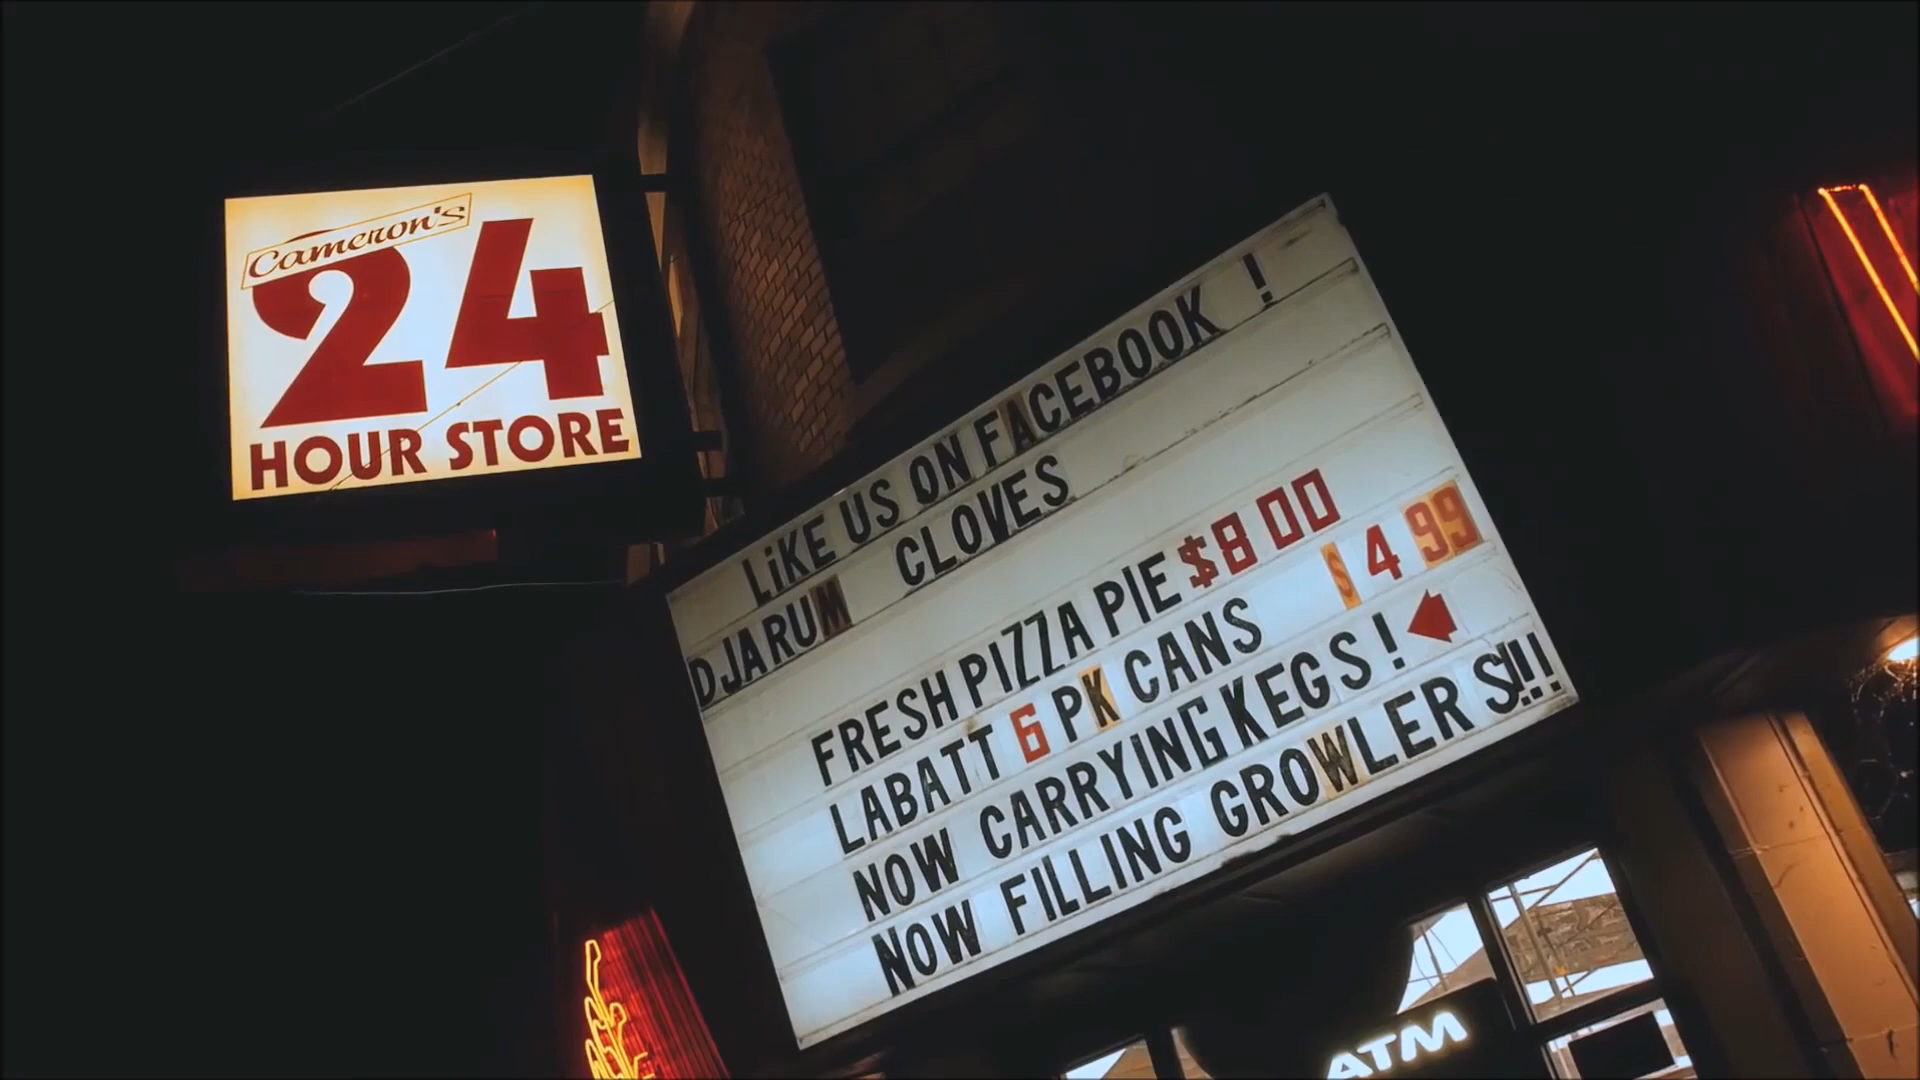 Cameron's
24
HOUR STORE
LiKE US ON FACEBOOK !
DJARUM CLOVES
FRESH PIZZA PIE $8 00
LABATT 6 PK CANS $ 4 99
NOW CARRYING KEGS !
NOW FILLING GROWLERS!!!
ATM